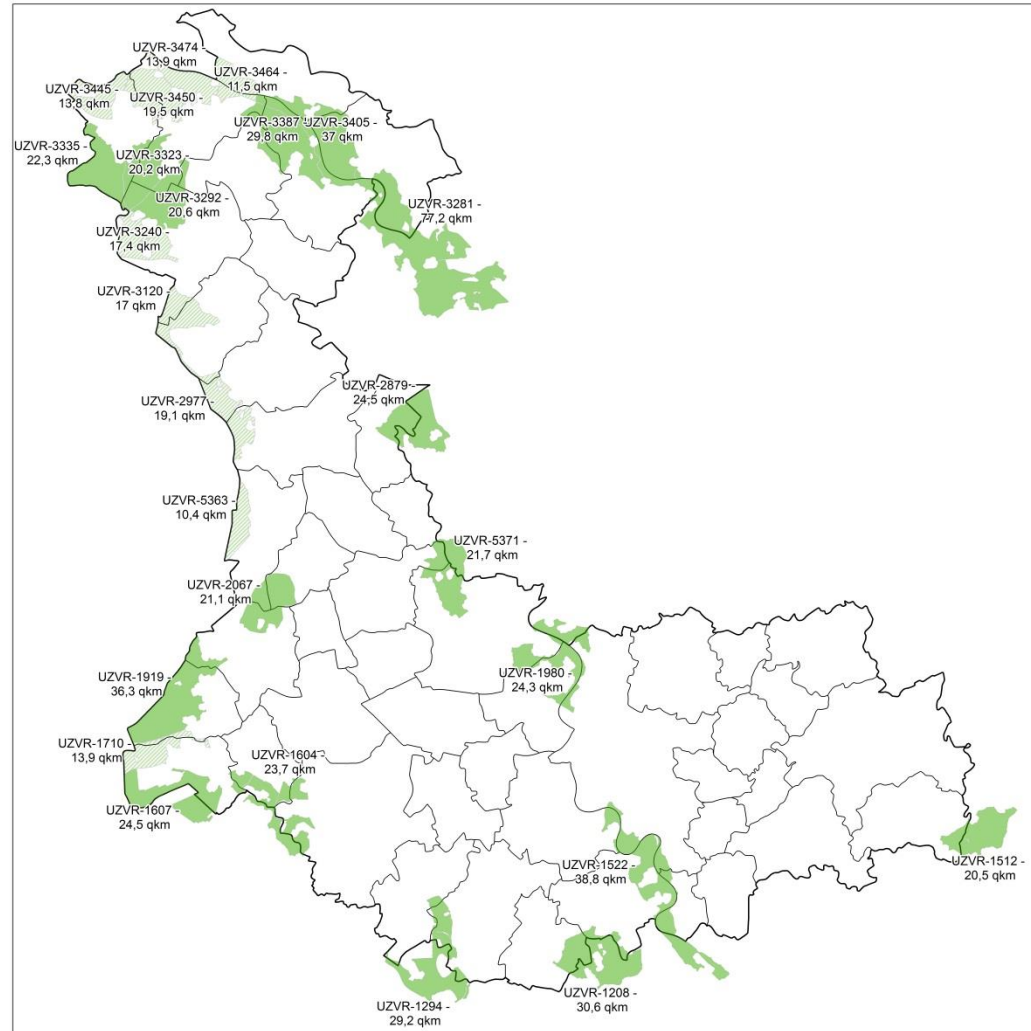 UZVR-3474 -
13,9 qkm
UZVR-3464 -
11,5 qkm
UZVR-3445 -
13,8 qkm
UZVR-3450 -
19,5 qkm
UZVR-3387
29,8 qkm
UZVR-3405 -
37 qkm
UZVR-3335 -
22,3 qkm
UZVR-3323 -
20,2 qkm
UZVR-3292 -
20,6 qkm
UZVR-3281 -
77,2 qkm
UZVR-3240 -
17,4 qkm
UZVR-3120 -
17 qkm
UZVR-2879 -
24,5 qkm
UZVR-2977 -
19,1 qkm
UZVR-5363 -
10,4 qkm
UZVR-5371 -
21,7 qkm
UZVR-2067 -
21,1 qkm
UZVR-1919 -
36,3 qkm
UZVR-1980 -
24,3 qkm
UZVR-1710 -
13,9 qkm
UZVR-1604 -
23,7 qkm
UZVR-1607 -
24,5 qkm
UZVR-1522 -
38,8 qkm
UZVR-1512 -
20,5 qkm
UZVR-1294 -
29,2 qkm
UZVR-1208 -
30,6 qkm